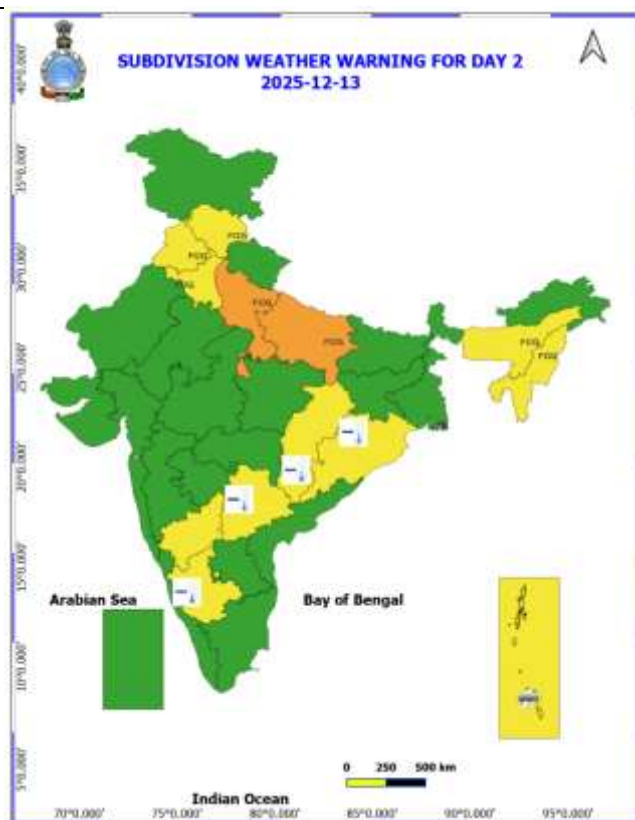 SUBDIVISION WEATHER WARNING FOR DAY 2
2025-12-13
40°0.000'
35°0.000'
30°0.000'
25°0.000'
20°0.000'
15°0.000'
10°0.000'
5°0.000'
FOG
FOG
FOG
FOG
FOG
FOG
FOG
Arabian Sea
Bay of Bengal
0 250 500 km
Indian Ocean
70°0.000' 75°0.000' 80°0.000' 85°0.000' 90°0.000' 95°0.000'